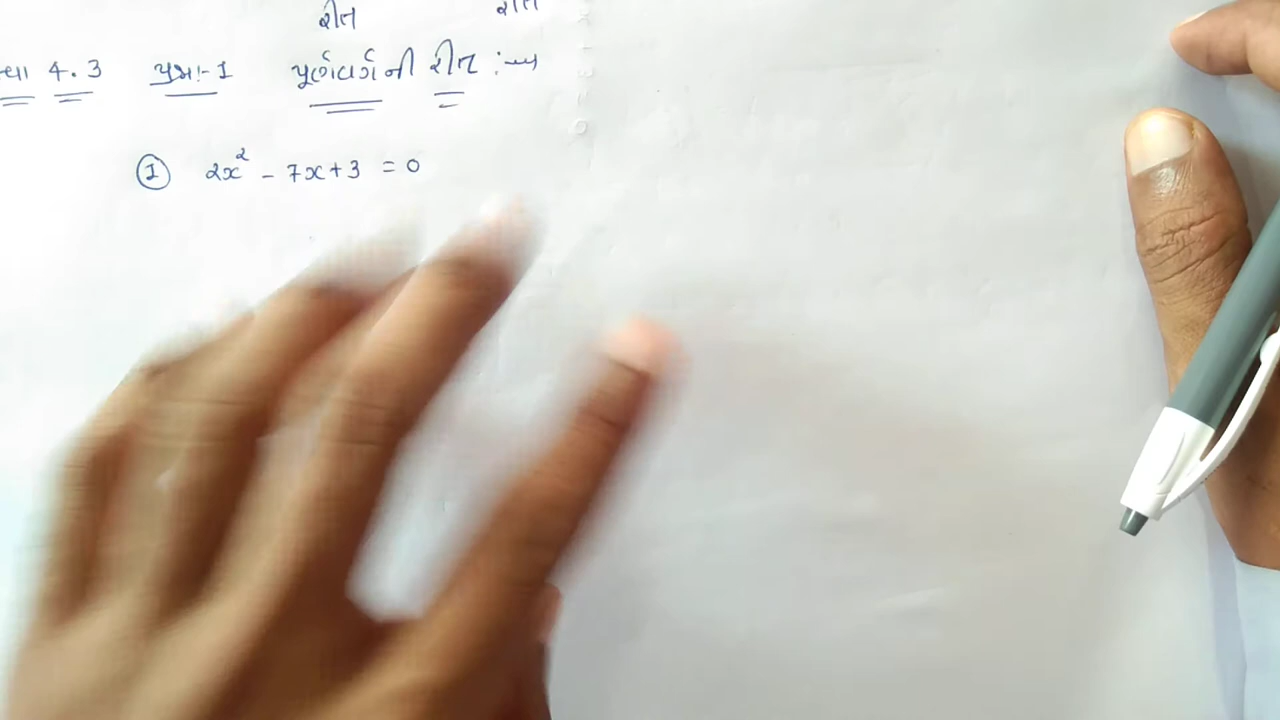 રીત રીત
4.3 પ્રશ્ન:-1 પૂર્ણવર્ગની રીત :→
① 2x² - 7x + 3 = 0